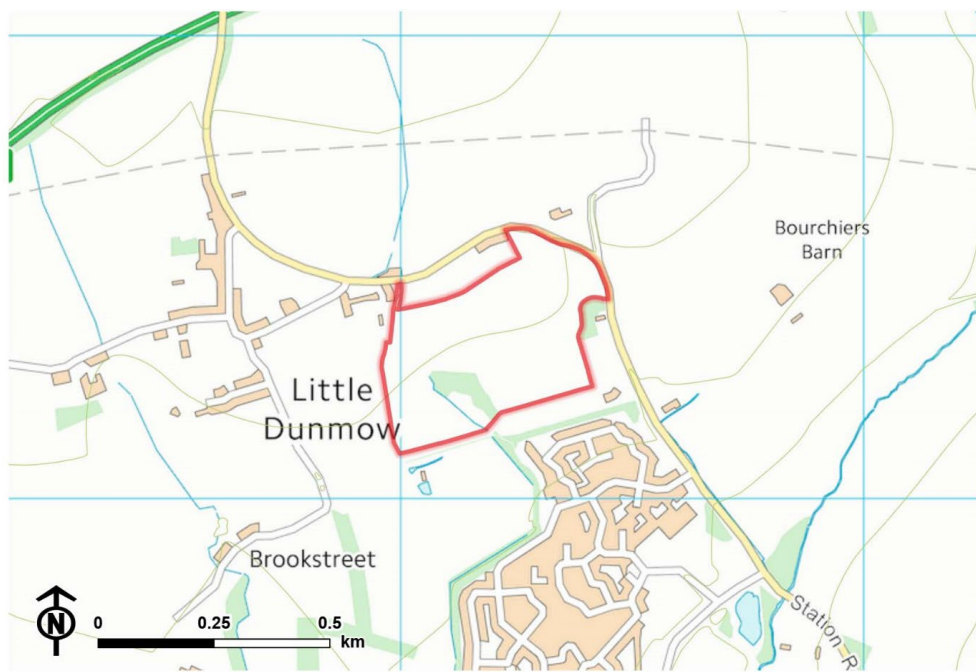 Bourchiers
Barn
Little
Dunmow
Brookstreet
Station R
N
0
0.25
0.5
km